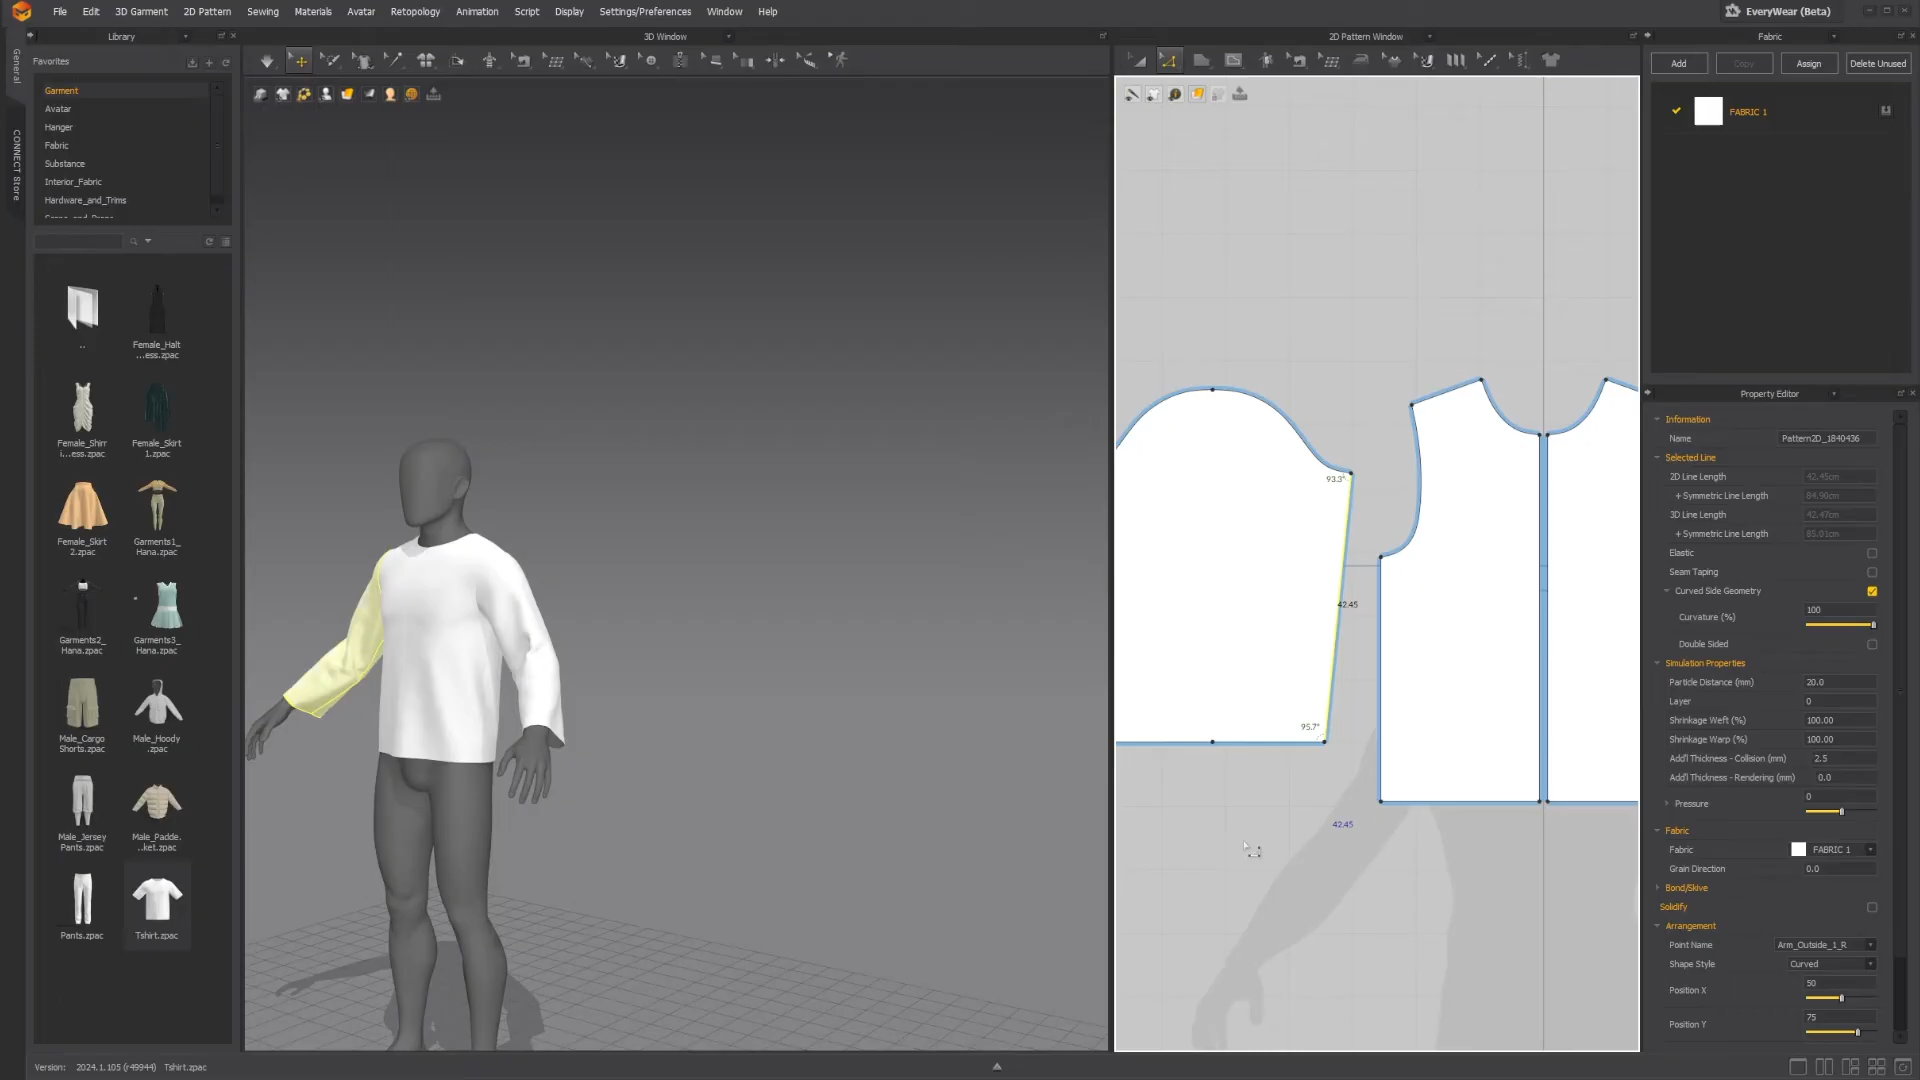 File Edit 3D Garment 2D Pattern Sewing Materials Avatar Retopology Animation Script Display Settings/Preferences Window Help
EveryWear (Beta)
Library
3D Window
2D Pattern Window
Fabric
General
CONNECT Store
Favorites
Garment
Avatar
Hanger
Fabric
Substance
Interior_Fabric
Hardware_and_Trims
..
Female_Halt
...ess.zpac
Female_Shirr
i...ess.zpac
Female_Skirt
1.zpac
Female_Skirt
2.zpac
Garments1_
Hana.zpac
Garments2_
Hana.zpac
Garments3_
Hana.zpac
Male_Cargo
Shorts.zpac
Male_Hoody
.zpac
Male_Jersey
Pants.zpac
Male_Padde.
..ket.zpac
Pants.zpac
Tshirt.zpac
93.3°
42.45
95.7°
42.45
Add
Copy
Assign
Delete Unused
FABRIC 1
Property Editor
Information
Name Pattern2D_1840436
Selected Line
2D Line Length 42.45cm
+ Symmetric Line Length 84.90cm
3D Line Length 42.47cm
+ Symmetric Line Length 85.01cm
Elastic
Seam Taping
Curved Side Geometry
Curvature (%) 100
Double Sided
Simulation Properties
Particle Distance (mm) 20.0
Layer 0
Shrinkage Weft (%) 100.00
Shrinkage Warp (%) 100.00
Add'l Thickness - Collision (mm) 2.5
Add'l Thickness - Rendering (mm) 0.0
Pressure 0
Fabric
Fabric FABRIC 1
Grain Direction 0.0
Bond/Skive
Solidify
Arrangement
Point Name Arm_Outside_1_R
Shape Style Curved
Position X 50
Position Y 75
Version: 2024.1.105 (r49944) Tshirt.zpac